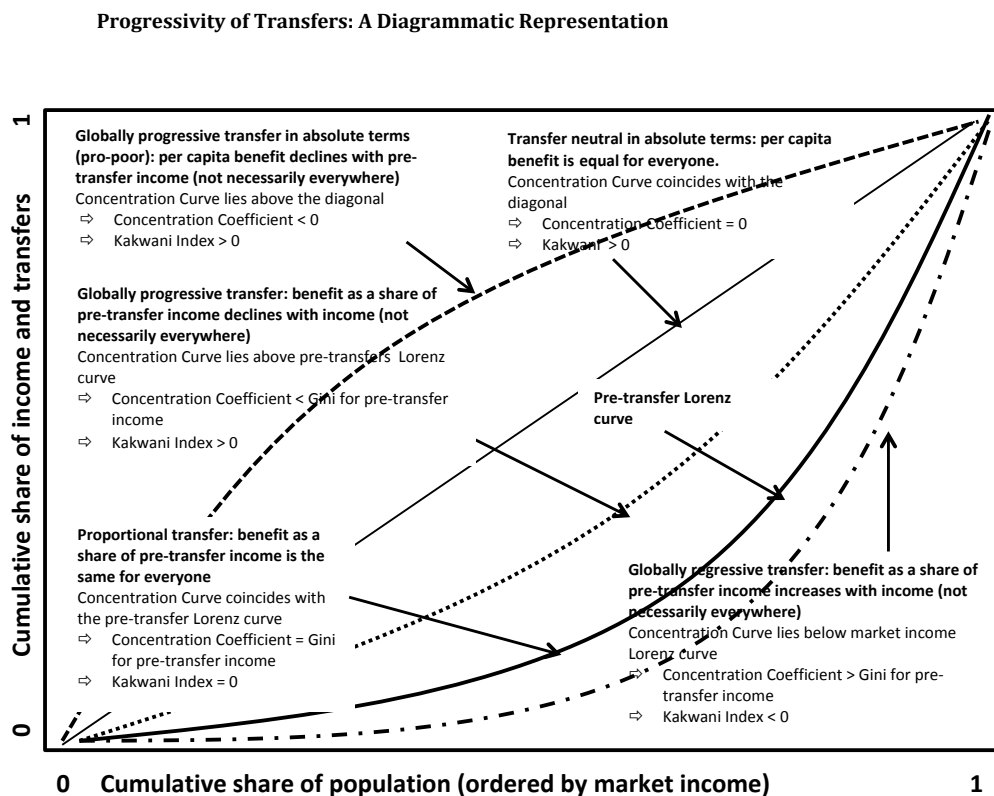 Progressivity of Transfers: A Diagrammatic Representation
1
Globally progressive transfer in absolute terms
(pro-poor): per capita benefit declines with pre-
transfer income (not necessarily everywhere)
Concentration Curve lies above the diagonal
⇨ Concentration Coefficient < 0
⇨ Kakwani Index > 0
Transfer neutral in absolute terms: per capita
benefit is equal for everyone.
Concentration Curve coincides with the
diagonal
⇨ Concentration Coefficient = 0
⇨ Kakwani > 0
Globally progressive transfer: benefit as a share of
pre-transfer income declines with income (not
necessarily everywhere)
Concentration Curve lies above pre-transfers Lorenz
curve
⇨ Concentration Coefficient < Gini for pre-transfer
income
⇨ Kakwani Index > 0
Pre-transfer Lorenz
curve
Proportional transfer: benefit as a
share of pre-transfer income is the
same for everyone
Concentration Curve coincides with
the pre-transfer Lorenz curve
⇨ Concentration Coefficient = Gini
for pre-transfer income
⇨ Kakwani Index = 0
Globally regressive transfer: benefit as a share of
pre-transfer income increases with income (not
necessarily everywhere)
Concentration Curve lies below market income
Lorenz curve
⇨ Concentration Coefficient > Gini for pre-
transfer income
⇨ Kakwani Index < 0
Cumulative share of income and transfers
0
0 Cumulative share of population (ordered by market income) 1